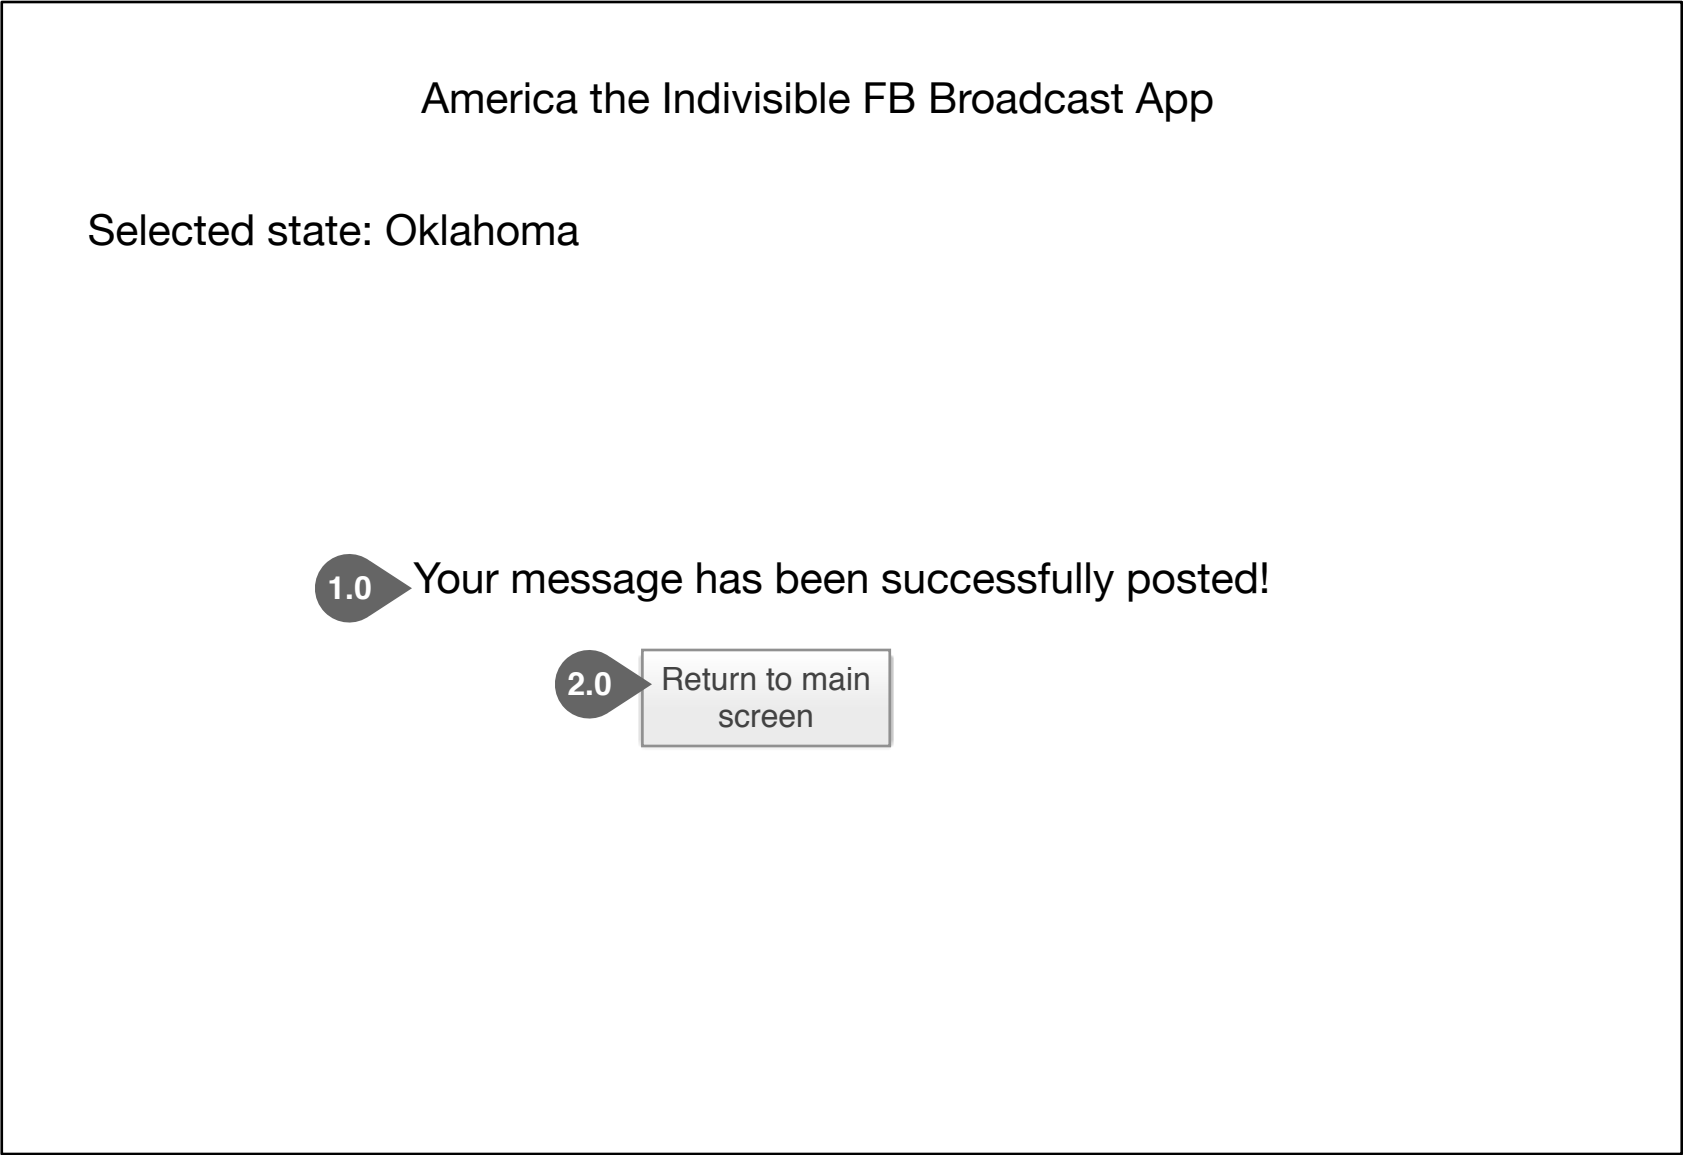 America the Indivisible FB Broadcast App
Selected state: Oklahoma
1.0 Your message has been successfully posted!
2.0 Return to main
screen